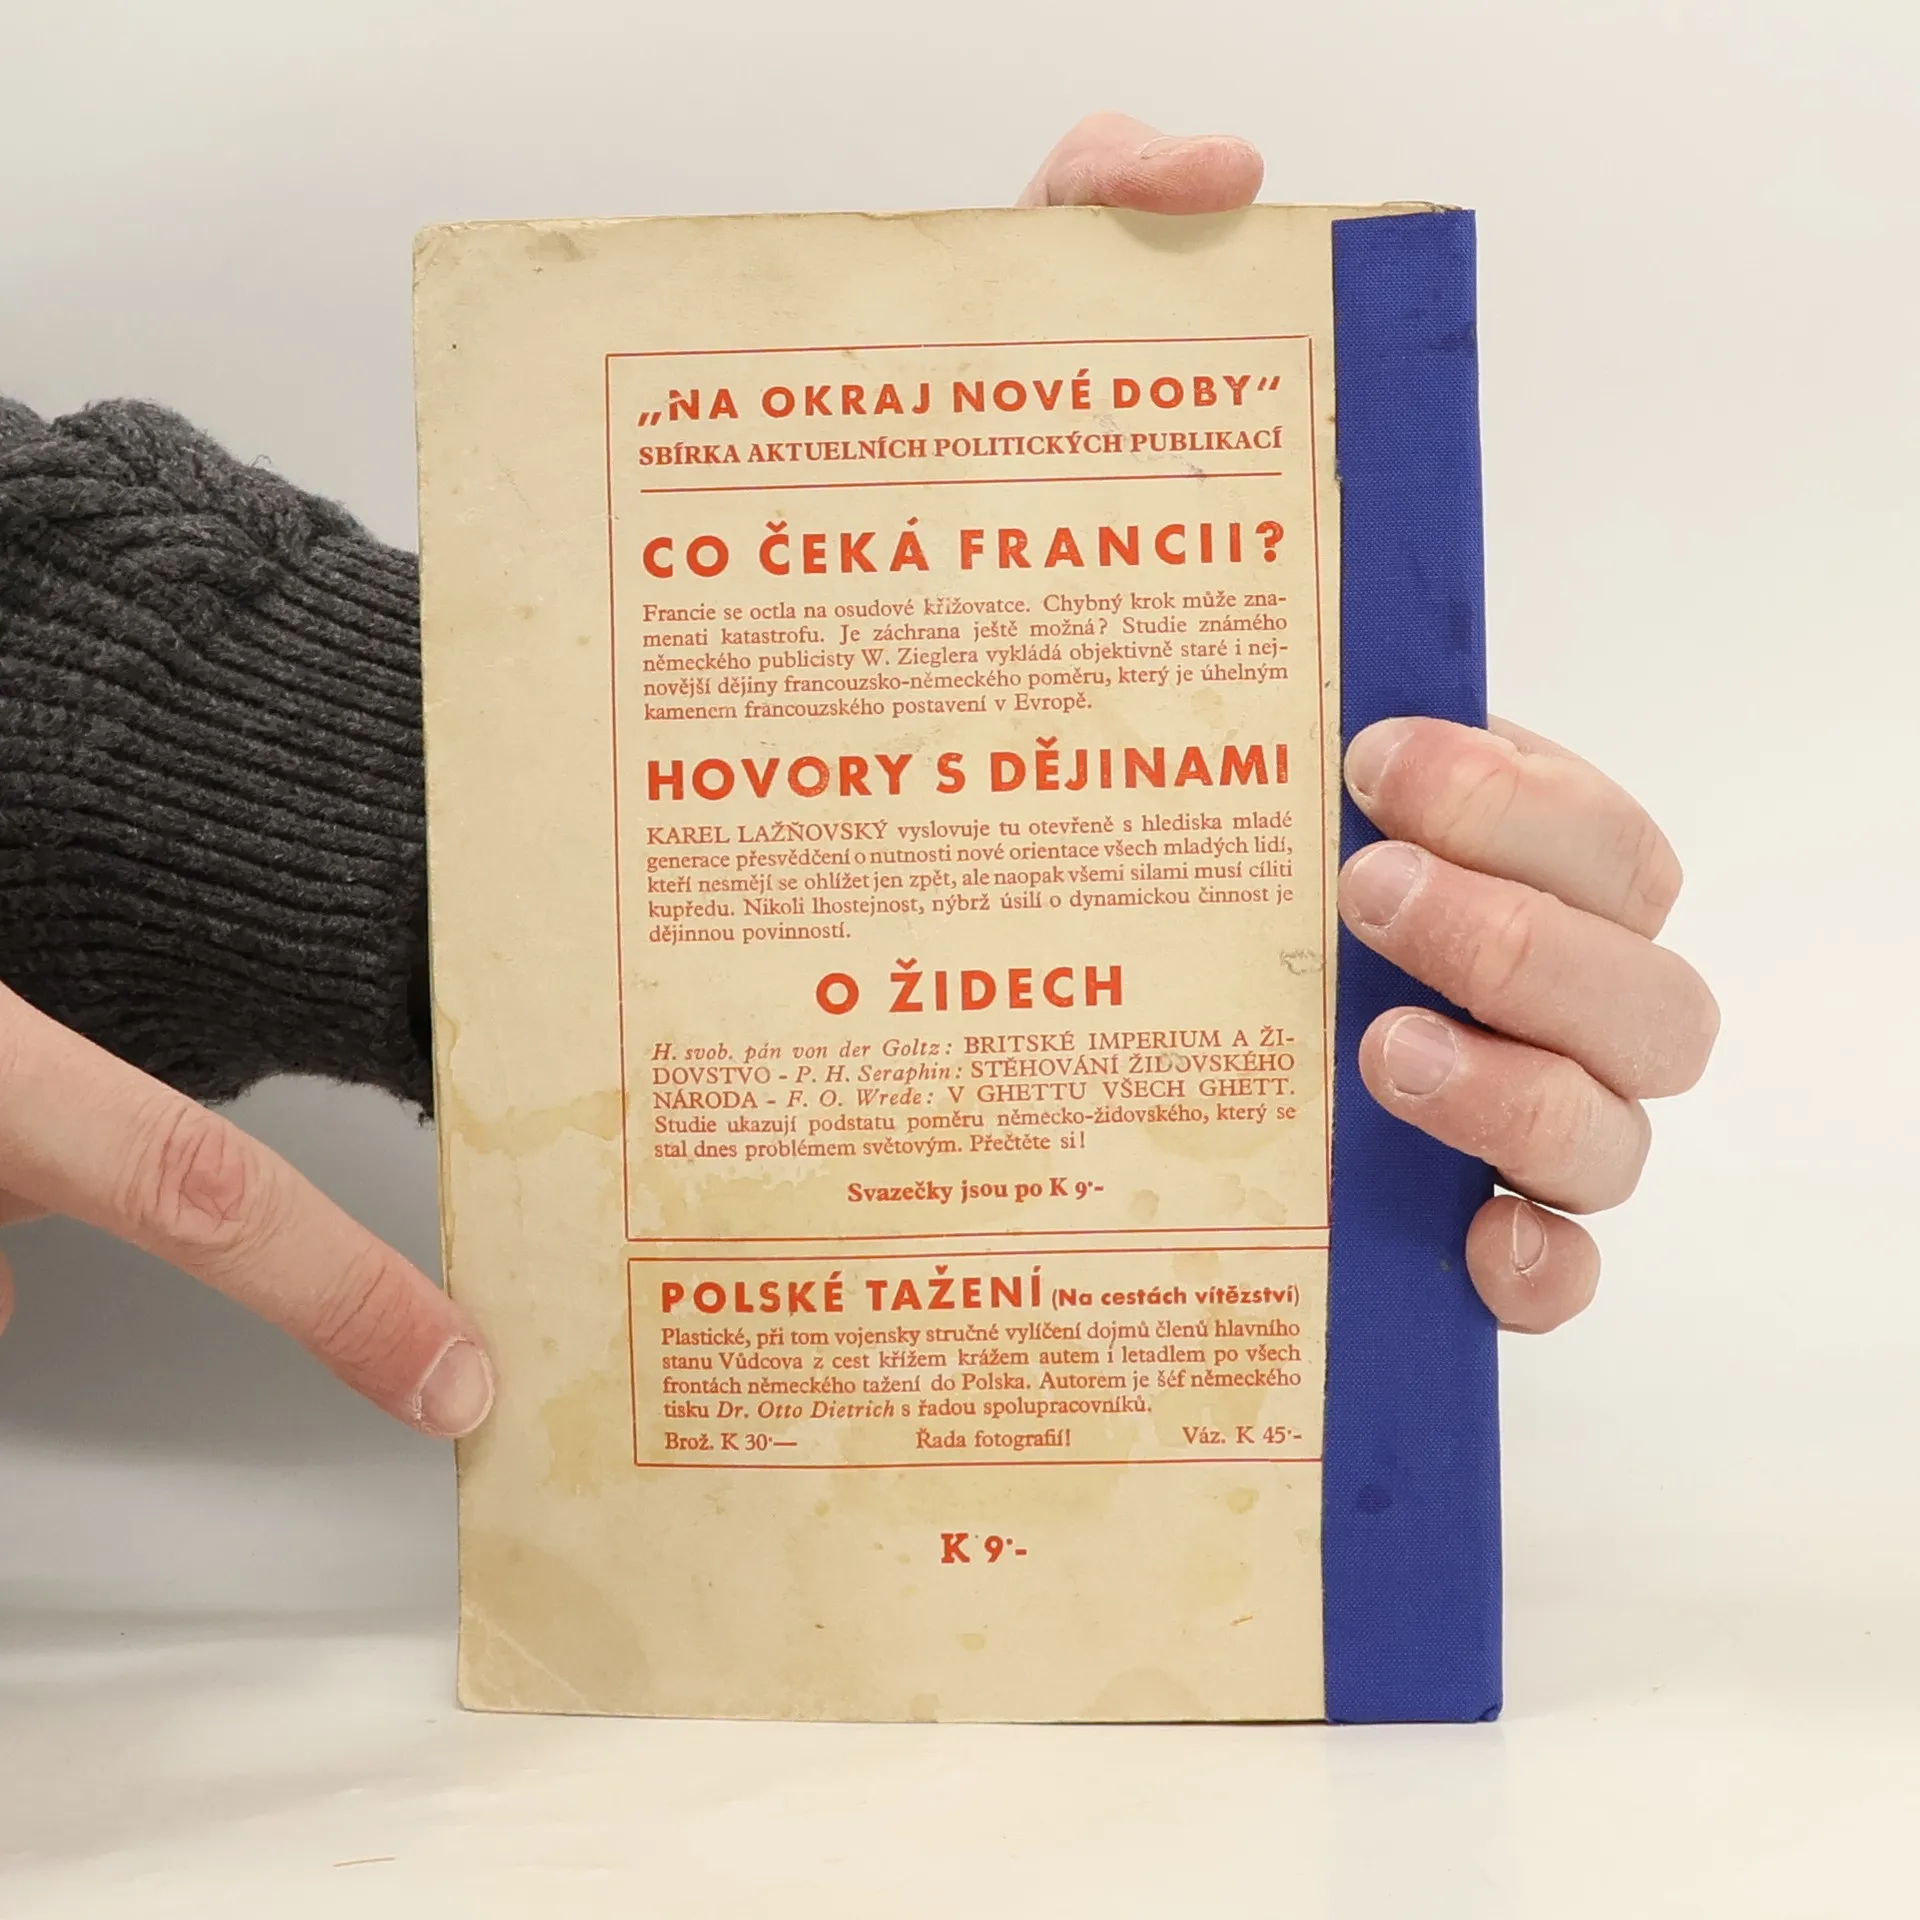 „NA OKRAJ NOVÉ DOBY“
SBÍRKA AKTUELNÍCH POLITICKÝCH PUBLIKACÍ
CO ČEKÁ FRANCII?
Francie se octla na osudové křižovatce. Chybný krok může zna-
menati katastrofu. Je záchrana ještě možná? Studie známého
německého publicisty W. Zieglera vykládá objektivně staré i nej-
novější dějiny francouzsko-německého poměru, který je úhelným
kamenem francouzského postavení v Evropě.
HOVORY S DĚJINAMI
KAREL LAŽŇOVSKÝ vyslovuje tu otevřeně s hlediska mladé
generace přesvědčení o nutnosti nové orientace všech mladých lidí,
kteří nesmějí se ohlížet jen zpět, ale naopak všemi silami musí cíliti
kupředu. Nikoli lhostejnost, nýbrž úsilí o dynamickou činnost je
dějinnou povinností.
O ŽIDECH
H. svob. pán von der Goltz: BRITSKÉ IMPERIUM A ŽI-
DOVSTVO - P. H. Seraphin: STĚHOVÁNÍ ŽIDOVSKÉHO
NÁRODA - F. O. Wrede: V GHETTU VŠECH GHETT.
Studie ukazují podstatu poměru německo-židovského, který se
stal dnes problémem světovým. Přečtěte si!
Svazečky jsou po K 9·-
POLSKÉ TAŽENÍ (Na cestách vítězství)
Plastické, při tom vojensky stručné vylíčení dojmů členů hlavního
stanu Vůdcova z cest křížem krážem autem i letadlem po všech
frontách německého tažení do Polska. Autorem je šéf německého
tisku Dr. Otto Dietrich s řadou spolupracovníků.
Brož. K 30·— Řada fotografií! Váz. K 45·-
K 9·-